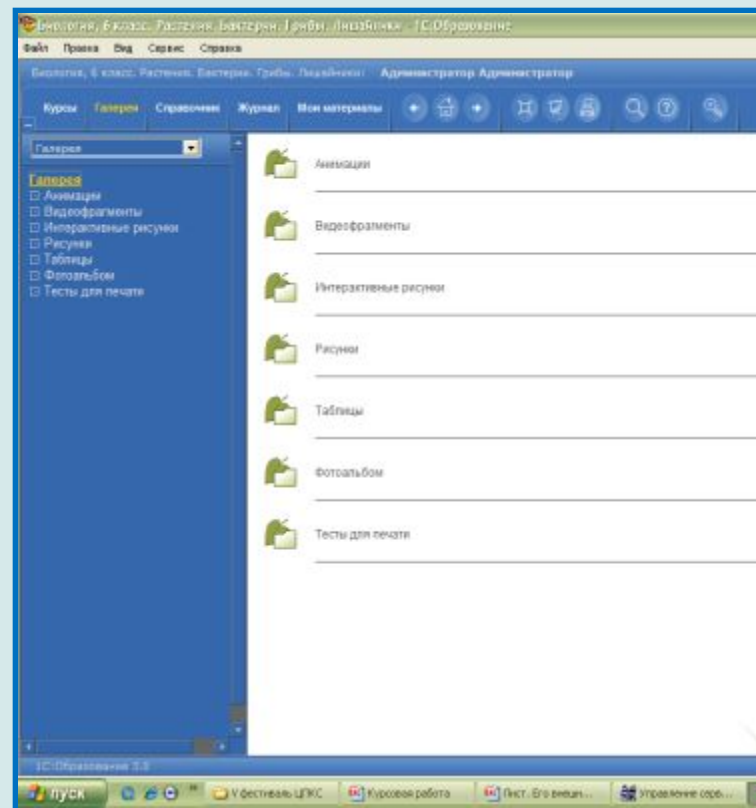 Биология, 6 класс. Растения. Бактерии. Грибы. Лишайники - 1С:Образование
Файл Правка Вид Сервис Справка
Биология, 6 класс. Растения. Бактерии. Грибы. Лишайники Администратор Администратор
Курсы Галерея Справочник Журнал Мои материалы
Галерея
Галерея
Анимации
Видеофрагменты
Интерактивные рисунки
Рисунки
Таблицы
Фотоальбом
Тесты для печати
Анимации
Видеофрагменты
Интерактивные рисунки
Рисунки
Таблицы
Фотоальбом
Тесты для печати
1С:Образование
пуск V фестиваль ЦПКС Курсовая работа Лист. Его внешн... Управление серв...